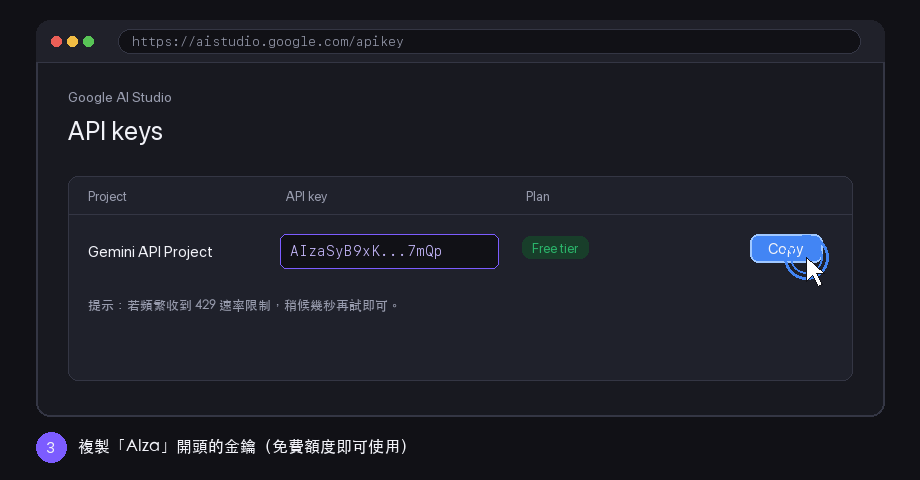 https://aistudio.google.com/apikey
Google AI Studio
API keys
Project API key Plan
Gemini API Project AIzaSyB9xK...7mQp Free tier Copy
提示：若頻繁收到 429 速率限制，稍候幾秒再試即可。
3 複製「AIza」開頭的金鑰（免費額度即可使用）